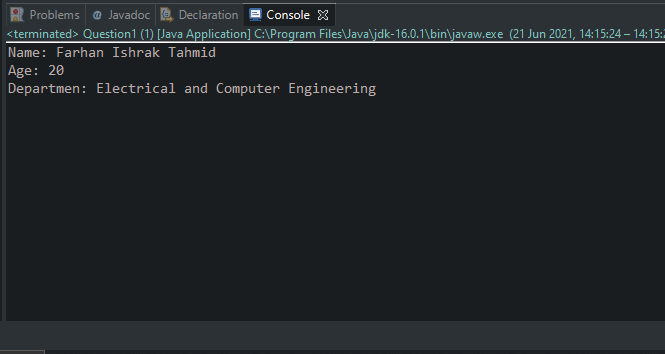 Problems @ Javadoc Declaration Console
<terminated> Question1 (1) [Java Application] C:\Program Files\Java\jdk-16.0.1\bin\javaw.exe (21 Jun 2021, 14:15:24 – 14:15:2
Name: Farhan Ishrak Tahmid
Age: 20
Departmen: Electrical and Computer Engineering